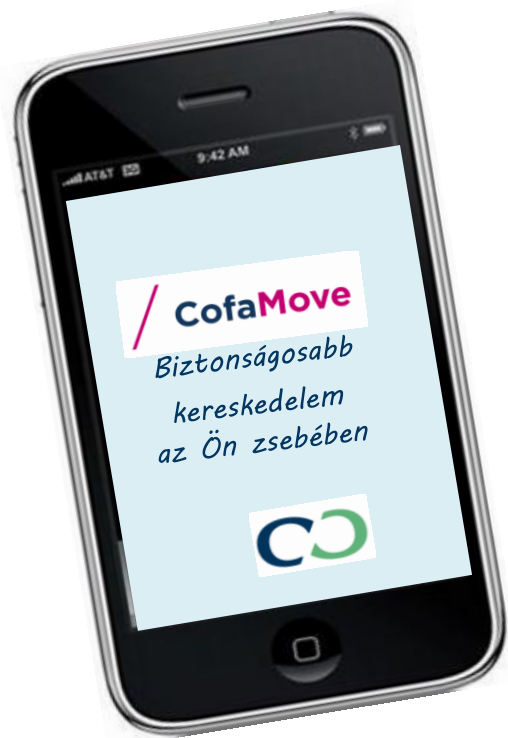 AT&T 9:42 AM
CofaMove
Biztonságosabb
kereskedelem
az Ön zsebében